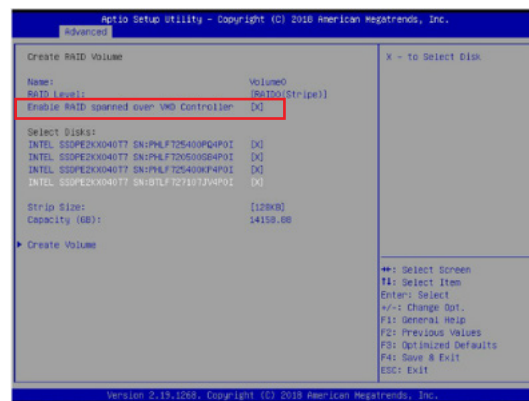 Aptio Setup Utility - Copyright (C) 2018 American Megatrends, Inc.
Advanced
Create RAID Volume
Name: Volume0
RAID Level: [RAID0(Stripe)]
Enable RAID spanned over VMD Controller [X]
Select Disks:
INTEL SSDPE2KX040T7 SN:PHLF725400PQ4P0I [X]
INTEL SSDPE2KX040T7 SN:PHLF720500S84P0I [X]
INTEL SSDPE2KX040T7 SN:PHLF725400KP4P0I [X]
INTEL SSDPE2KX040T7 SN:BTLF727107JV4P0I [X]
Strip Size: [128KB]
Capacity (GB): 14158.08
Create Volume
X - to Select Disk
: Select Screen
: Select Item
Enter: Select
+/-: Change Opt.
F1: General Help
F2: Previous Values
F3: Optimized Defaults
F4: Save & Exit
ESC: Exit
Version 2.19.1268. Copyright (C) 2018 American Megatrends, Inc.